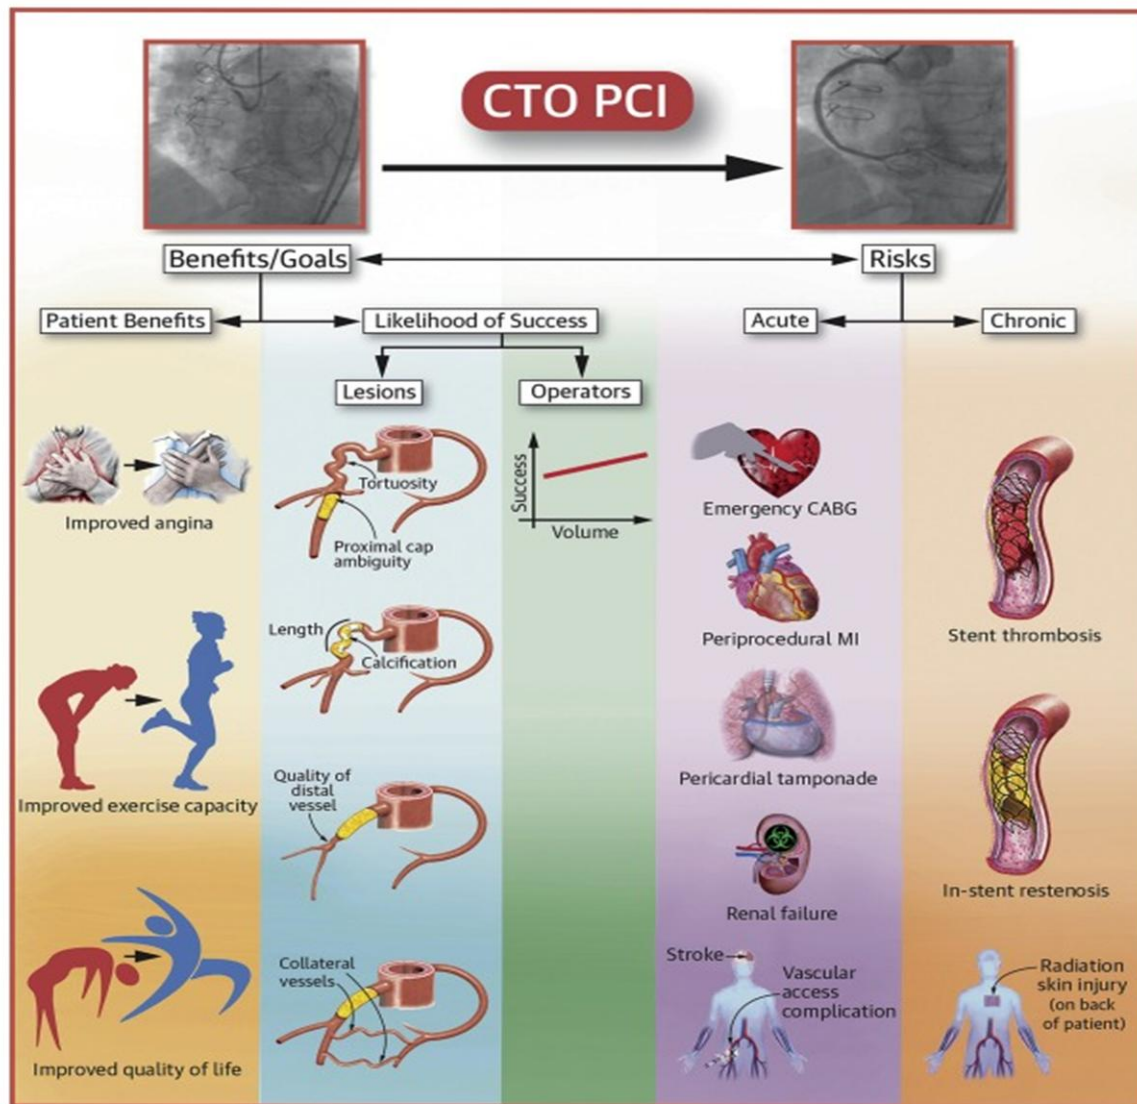 CTO PCI
Benefits/Goals
Risks
Patient Benefits
Likelihood of Success
Acute
Chronic
Lesions
Operators
Improved angina
Improved exercise capacity
Improved quality of life
Tortuosity
Proximal cap
ambiguity
Length
Calcification
Quality of
distal
vessel
Collateral
vessels
Success
Volume
Emergency CABG
Periprocedural MI
Pericardial tamponade
Renal failure
Stroke
Vascular
access
complication
Stent thrombosis
In-stent restenosis
Radiation
skin injury
(on back
of patient)